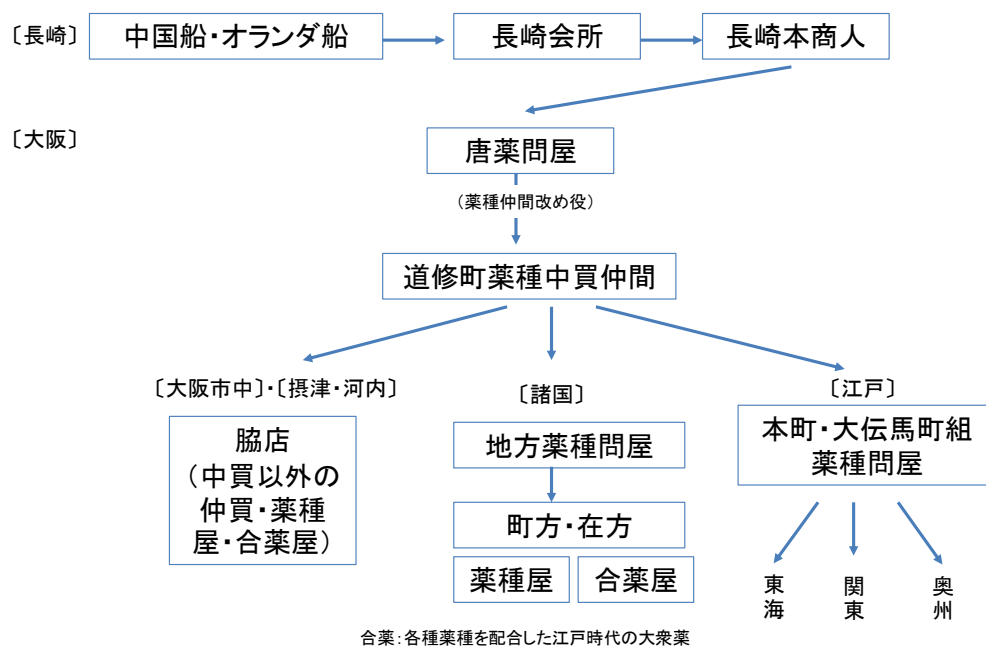 〔長崎〕
中国船・オランダ船
長崎会所
長崎本商人
〔大阪〕
唐薬問屋
（薬種仲間改め役）
道修町薬種中買仲間
〔大阪市中〕・〔摂津・河内〕
脇店
（中買以外の
仲買・薬種
屋・合薬屋）
〔諸国〕
地方薬種問屋
町方・在方
薬種屋
合薬屋
〔江戸〕
本町・大伝馬町組
薬種問屋
東海
関東
奥州
合薬：各種薬種を配合した江戸時代の大衆薬